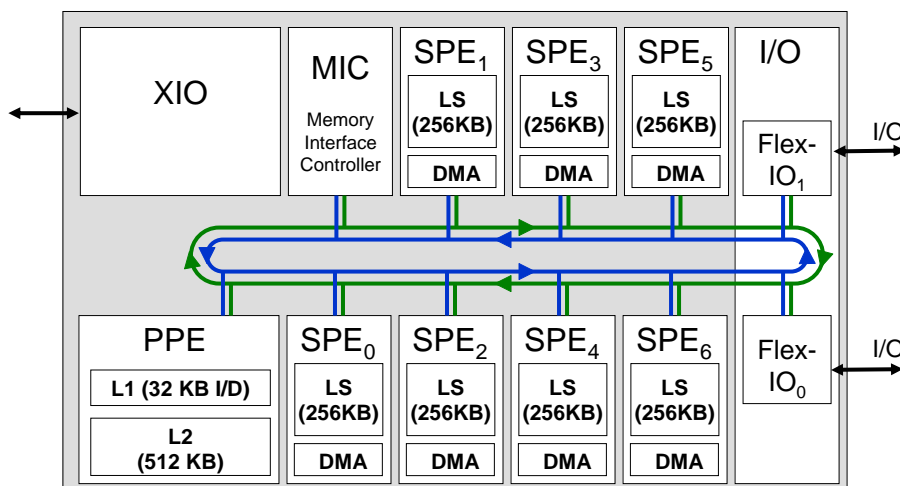 XIO
MIC
Memory
Interface
Controller
SPE1
LS
(256KB)
DMA
SPE3
LS
(256KB)
DMA
SPE5
LS
(256KB)
DMA
I/O
Flex-
IO1
I/O
PPE
L1 (32 KB I/D)
L2
(512 KB)
SPE0
LS
(256KB)
DMA
SPE2
LS
(256KB)
DMA
SPE4
LS
(256KB)
DMA
SPE6
LS
(256KB)
DMA
Flex-
IO0
I/O